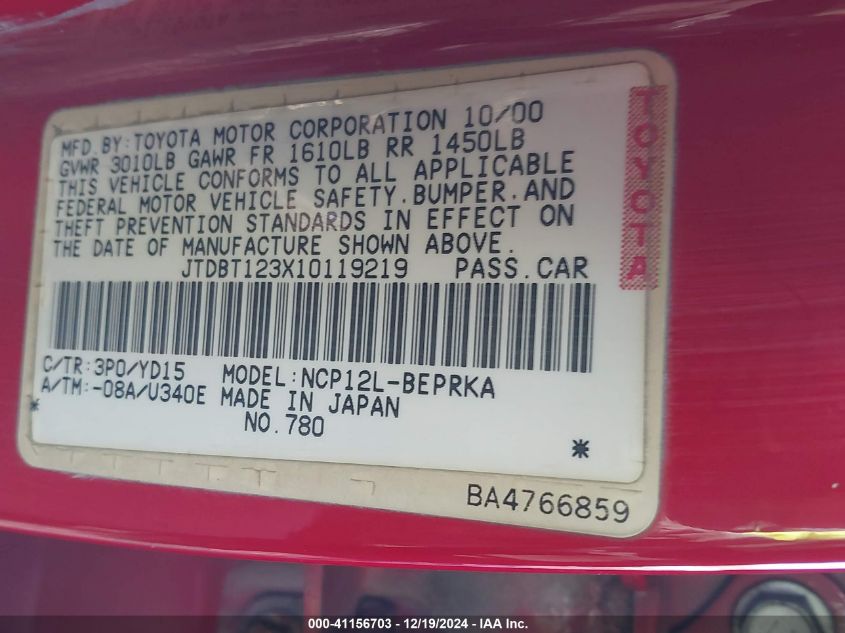 MFD.BY:TOYOTA MOTOR CORPORATION 10/00
GVWR 3010LB GAWR FR 1610LB RR 1450LB
THIS VEHICLE CONFORMS TO ALL APPLICABLE
FEDERAL MOTOR VEHICLE SAFETY.BUMPER.AND
THEFT PREVENTION STANDARDS IN EFFECT ON
THE DATE OF MANUFACTURE SHOWN ABOVE.
JTDBT123X10119219 PASS.CAR
C/TR:3P0/YD15 MODEL:NCP12L-BEPRKA
A/TM:-08A/U340E MADE IN JAPAN
* NO.780 *
BA4766859
TOYOTA
000-41156703 - 12/19/2024 - IAA Inc.